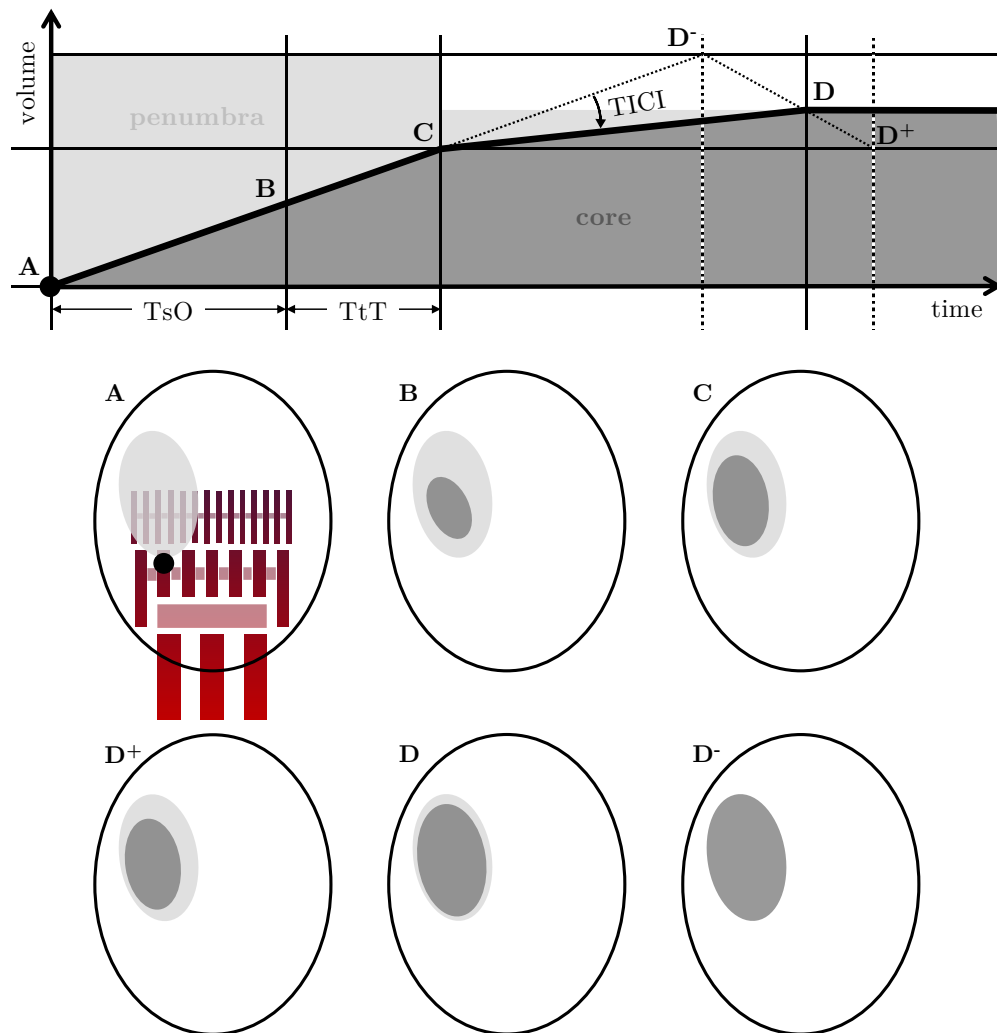 D-
volume
D
TICI
penumbra
C
D+
B
core
A
TsO
TtT
time
A
B
C
D+
D
D-